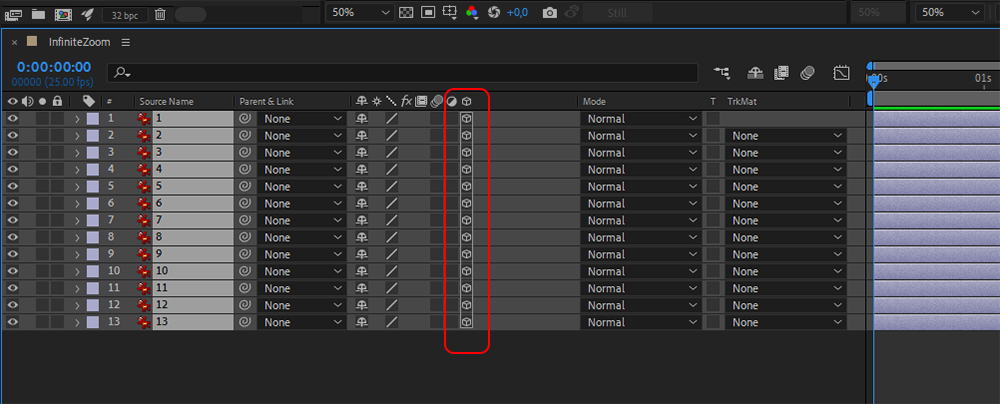 32 bpc 50% +0,0 Still 50% 50%
× InfiniteZoom
0:00:00:00
00000 (25.00 fps) :00s 01s
# Source Name Parent & Link fx Mode T TrkMat
1 1 None Normal
2 2 None Normal None
3 3 None Normal None
4 4 None Normal None
5 5 None Normal None
6 6 None Normal None
7 7 None Normal None
8 8 None Normal None
9 9 None Normal None
10 10 None Normal None
11 11 None Normal None
12 12 None Normal None
13 13 None Normal None